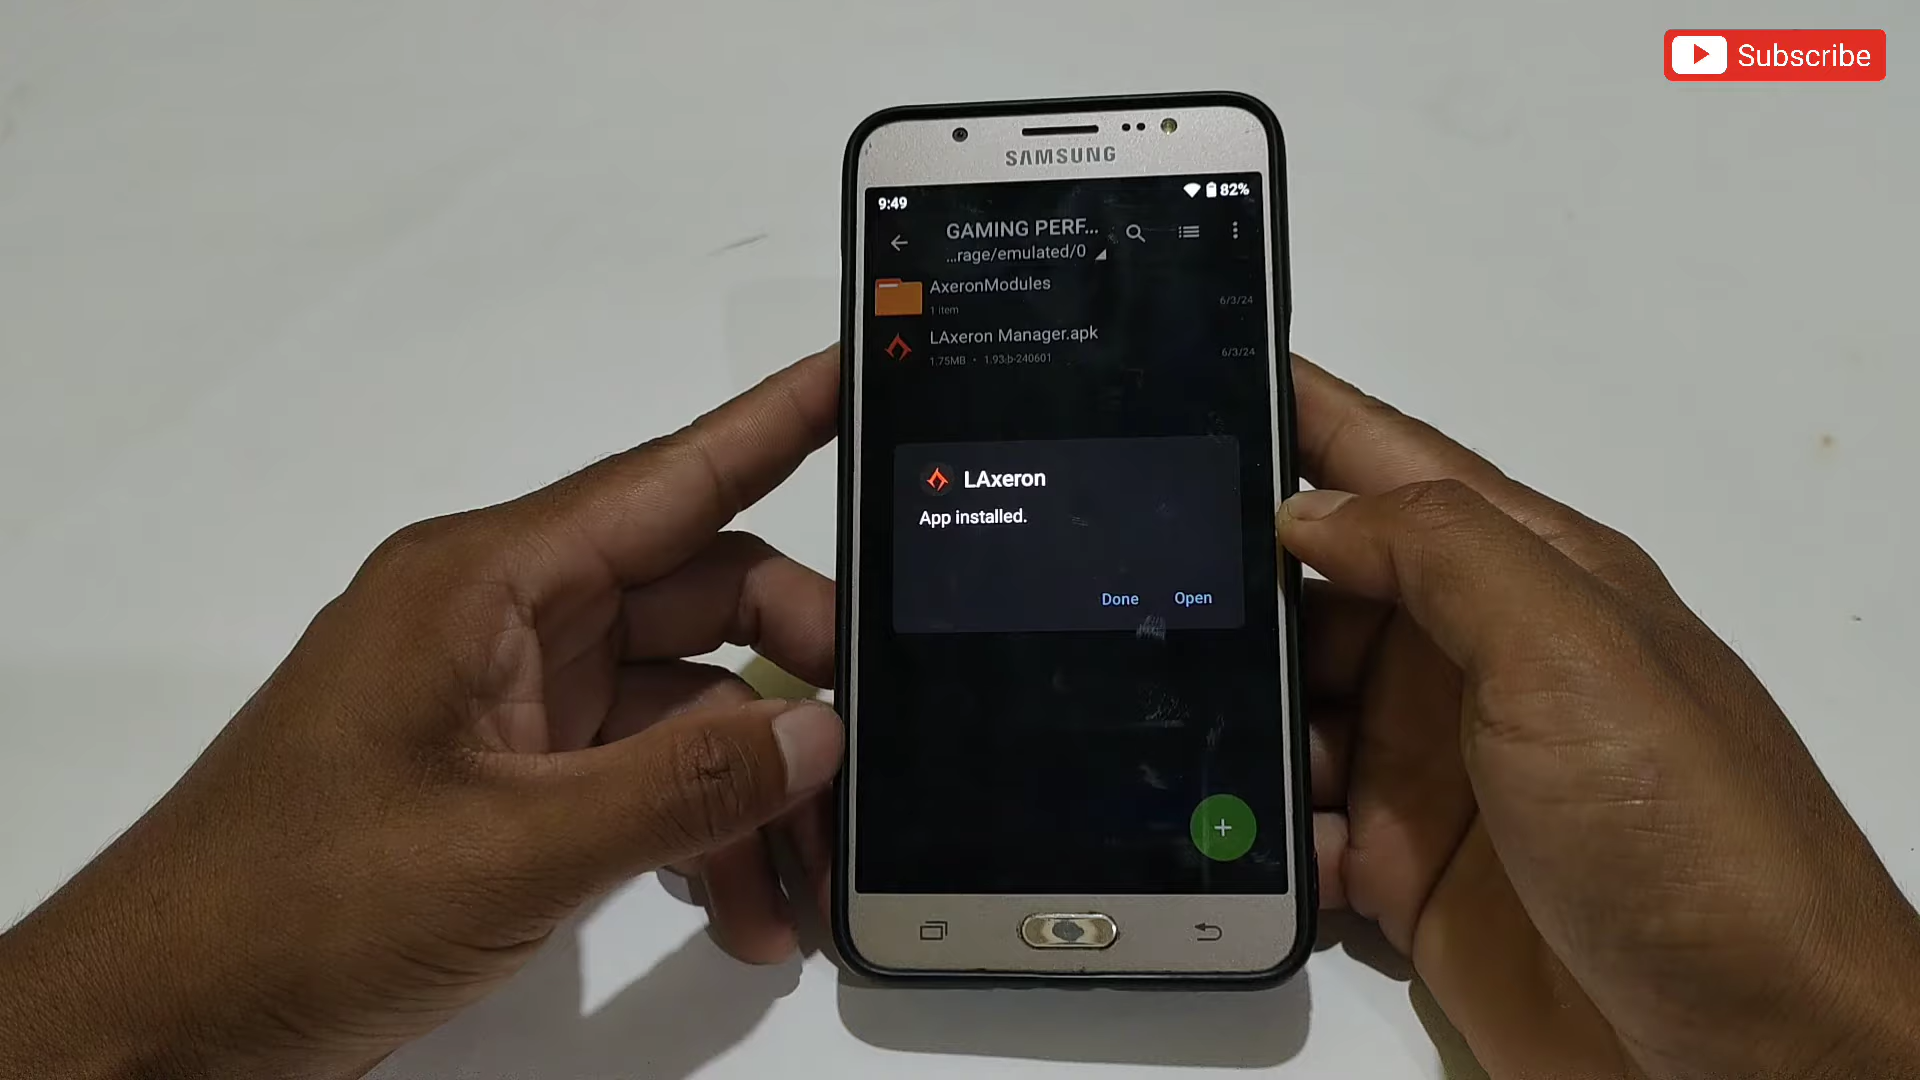 Subscribe
SAMSUNG
9:49
82%
GAMING PERF...
...rage/emulated/0
AxeronModules
1 item
6/3/24
LAxeron Manager.apk
1.75MB · 1.93-b-240601
6/3/24
LAxeron
App installed.
Done Open